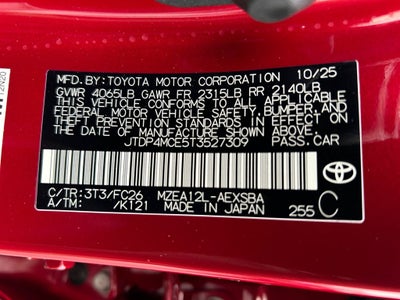 MFD. BY: TOYOTA MOTOR CORPORATION 10/25
GVWR 4065LB GAWR FR 2315LB RR 2140LB
THIS VEHICLE CONFORMS TO ALL APPLICABLE
FEDERAL MOTOR VEHICLE SAFETY, BUMPER, AND
THEFT PREVENTION STANDARDS IN EFFECT ON
THE DATE OF MANUFACTURE SHOWN ABOVE.
JTDP4MCE5T3527309 PASS.CAR
C/TR: 3T3/FC26 MZEA12L-AEXSBA
A/TM: /K121 MADE IN JAPAN 255 C
TOYOTA
12N20